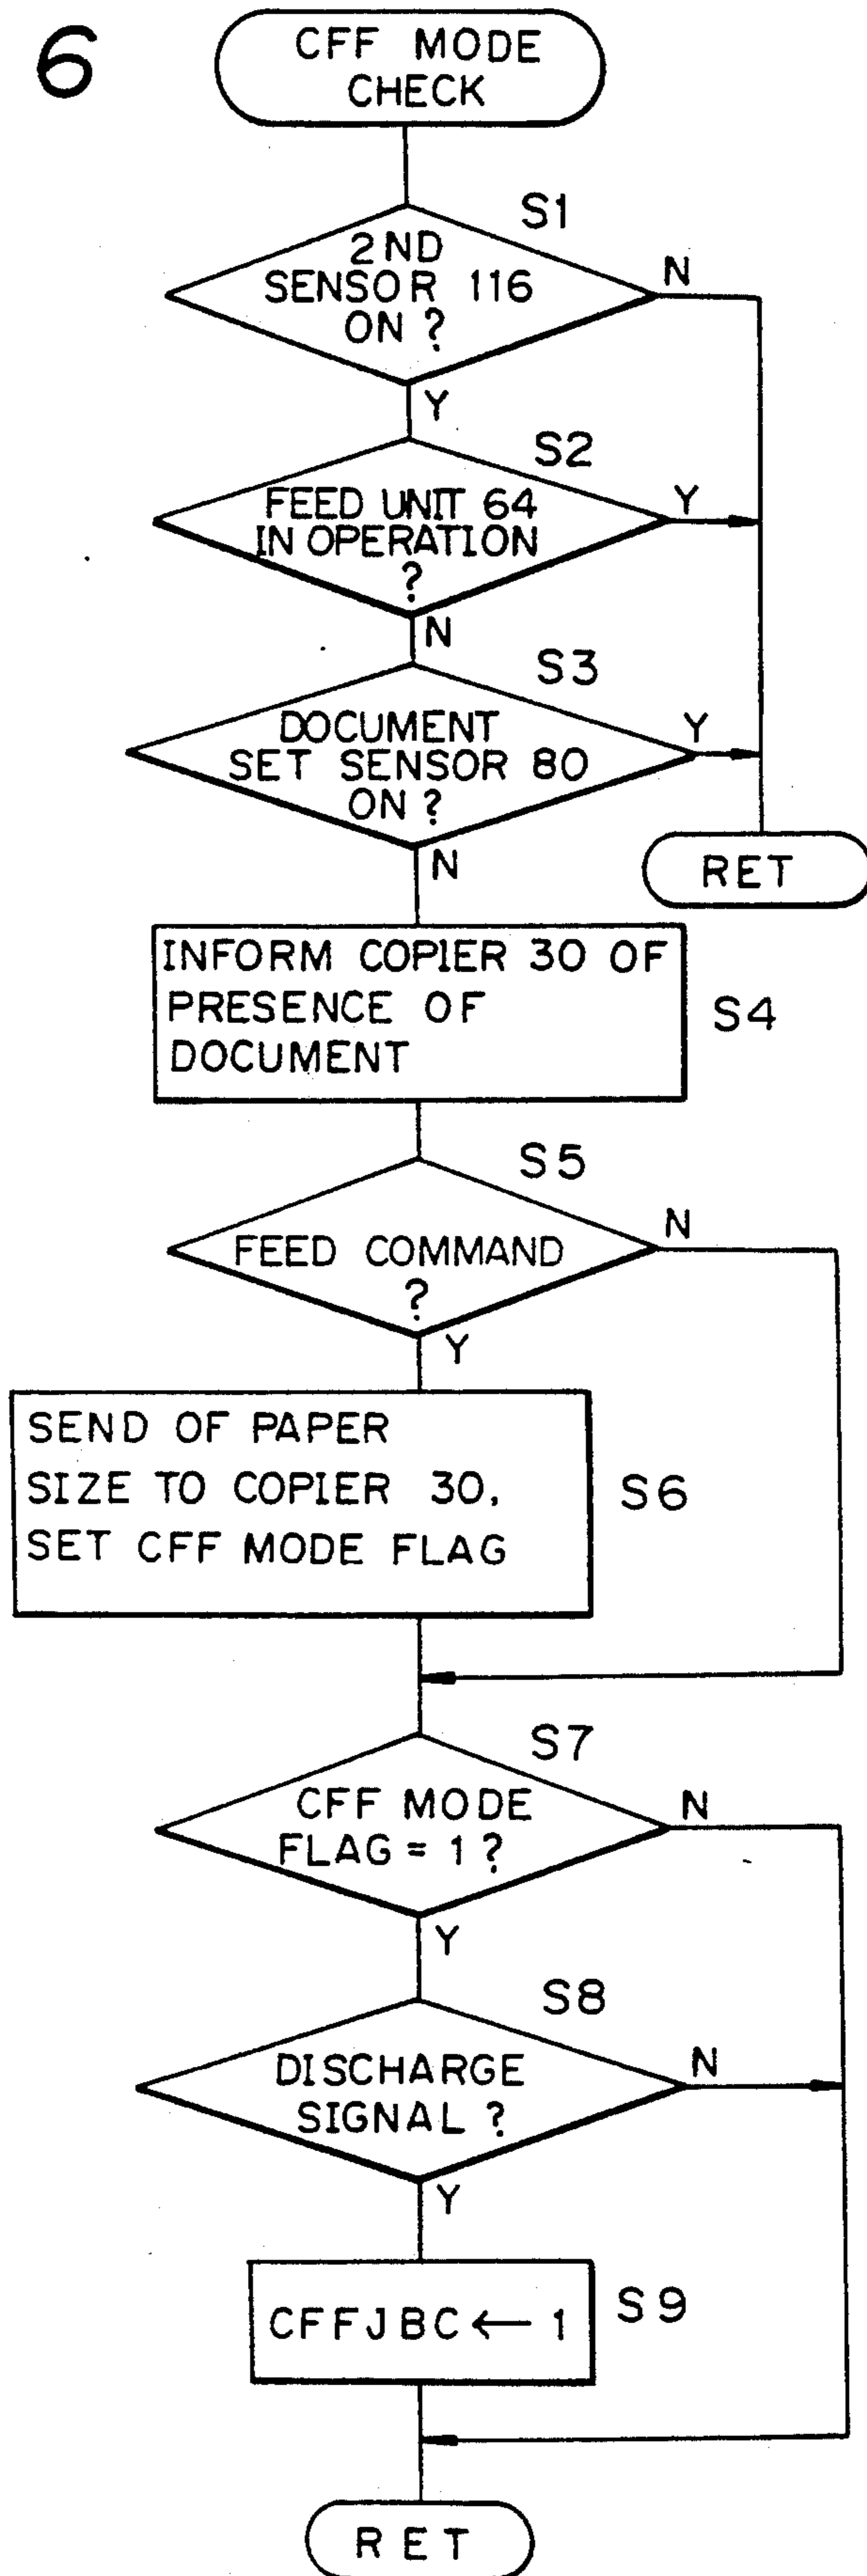 6
CFF MODE
CHECK
S1
2ND
SENSOR 116
ON ?
N
Y
S2
FEED UNIT 64
IN OPERATION
?
Y
N
S3
DOCUMENT
SET SENSOR 80
ON ?
Y
N
RET
INFORM COPIER 30 OF
PRESENCE OF
DOCUMENT
S4
S5
FEED COMMAND
?
N
Y
SEND OF PAPER
SIZE TO COPIER 30,
SET CFF MODE FLAG
S6
S7
CFF MODE
FLAG = 1 ?
N
Y
S8
DISCHARGE
SIGNAL ?
N
Y
CFFJBC ← 1
S9
RET